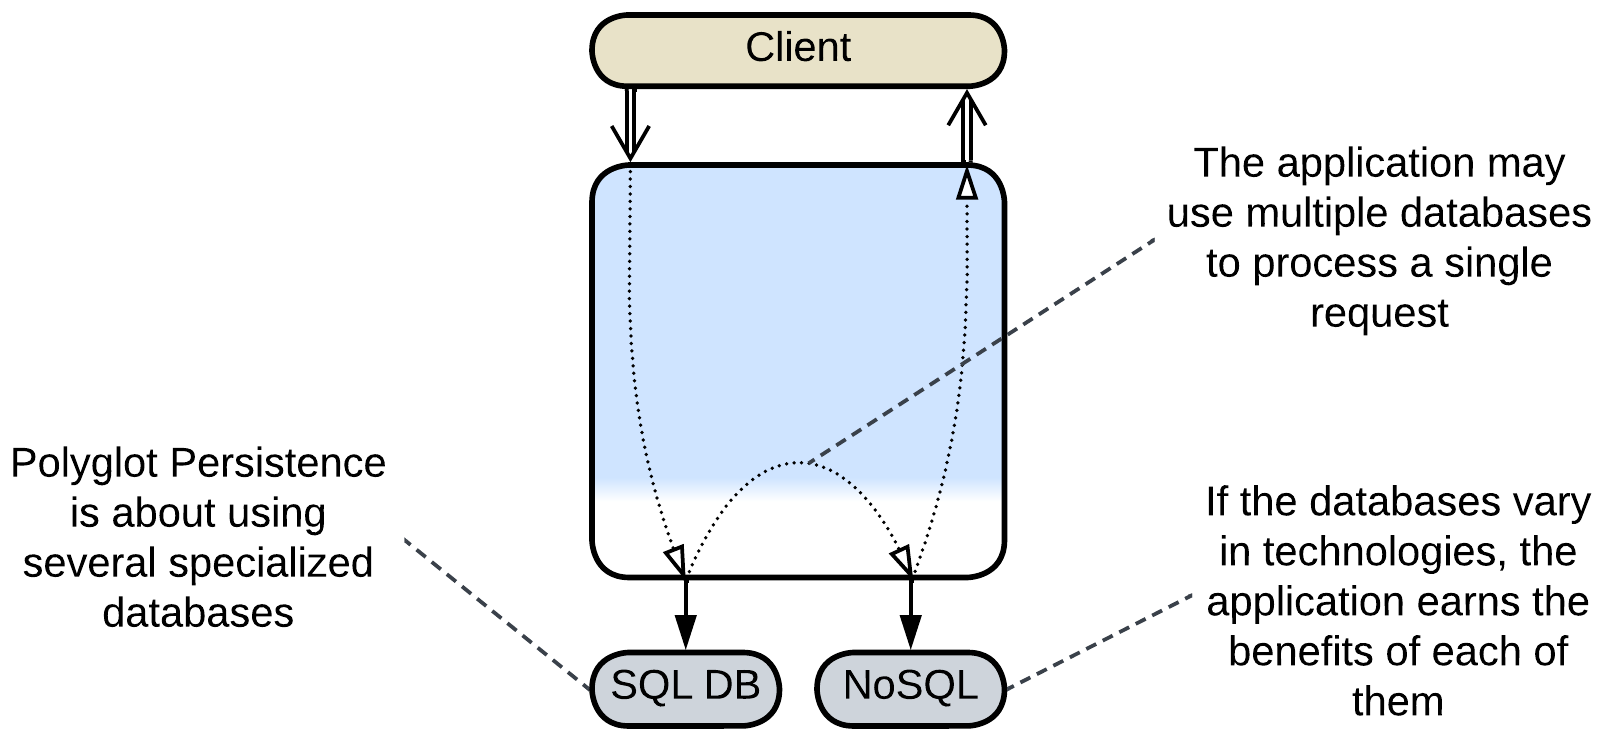 Client
The application may
use multiple databases
to process a single
request
Polyglot Persistence
is about using
several specialized
databases
If the databases vary
in technologies, the
application earns the
benefits of each of
them
SQL DB
NoSQL